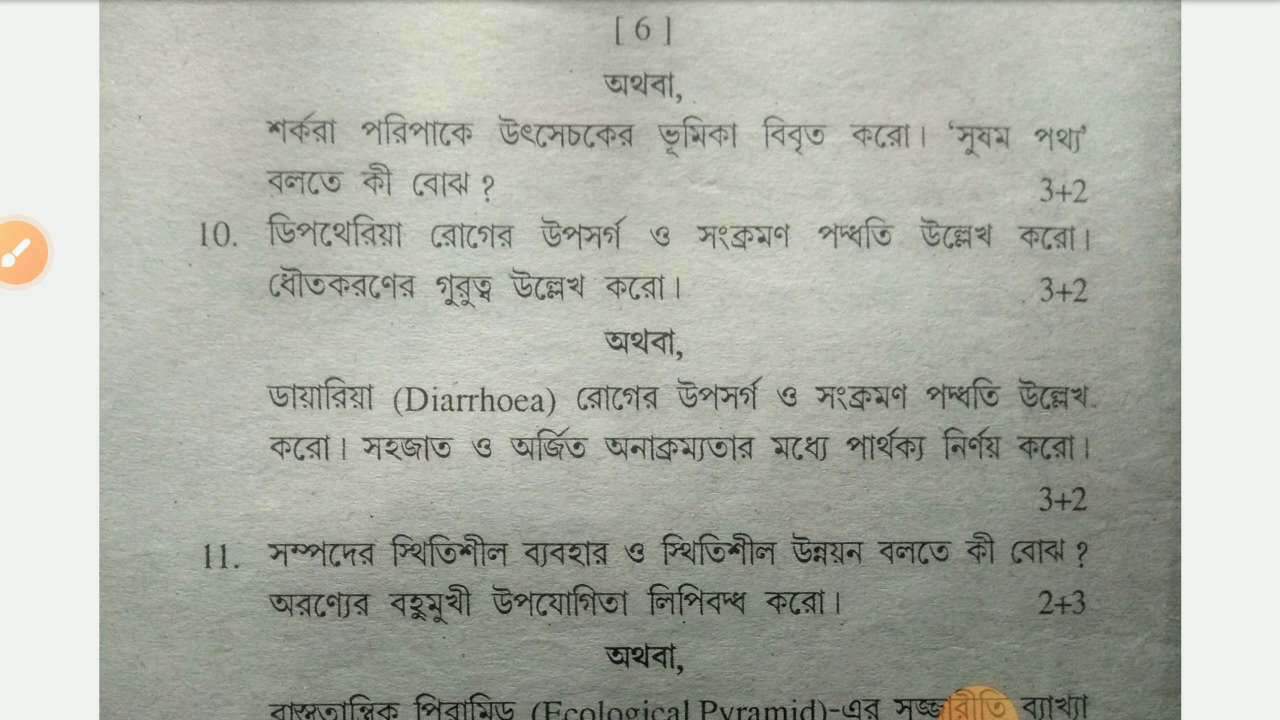 [ 6 ]
অথবা,
শর্করা পরিপাকে উৎসেচকের ভূমিকা বিবৃত করো। ‘সুষম পথ্য’
বলতে কী বোঝ ? 3+2
10. ডিপথেরিয়া রোগের উপসর্গ ও সংক্রমণ পদ্ধতি উল্লেখ করো।
ধৌতকরণের গুরুত্ব উল্লেখ করো। 3+2
অথবা,
ডায়ারিয়া (Diarrhoea) রোগের উপসর্গ ও সংক্রমণ পদ্ধতি উল্লেখ
করো। সহজাত ও অর্জিত অনাক্রম্যতার মধ্যে পার্থক্য নির্ণয় করো।
3+2
11. সম্পদের স্থিতিশীল ব্যবহার ও স্থিতিশীল উন্নয়ন বলতে কী বোঝ ?
অরণ্যের বহুমুখী উপযোগিতা লিপিবদ্ধ করো। 2+3
অথবা,
বাস্তুতান্ত্রিক পিরামিড (Ecological Pyramid)-এর ব্যাখ্যা